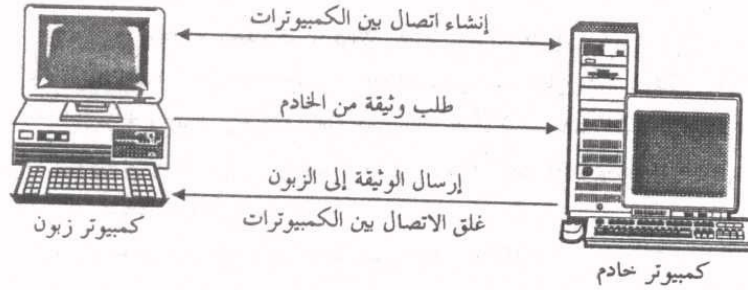 إنشاء اتصال بين الكمبيوترات
طلب وثيقة من الخادم
إرسال الوثيقة إلى الزبون
غلق الاتصال بين الكمبيوترات
كمبيوتر زبون
كمبيوتر خادم